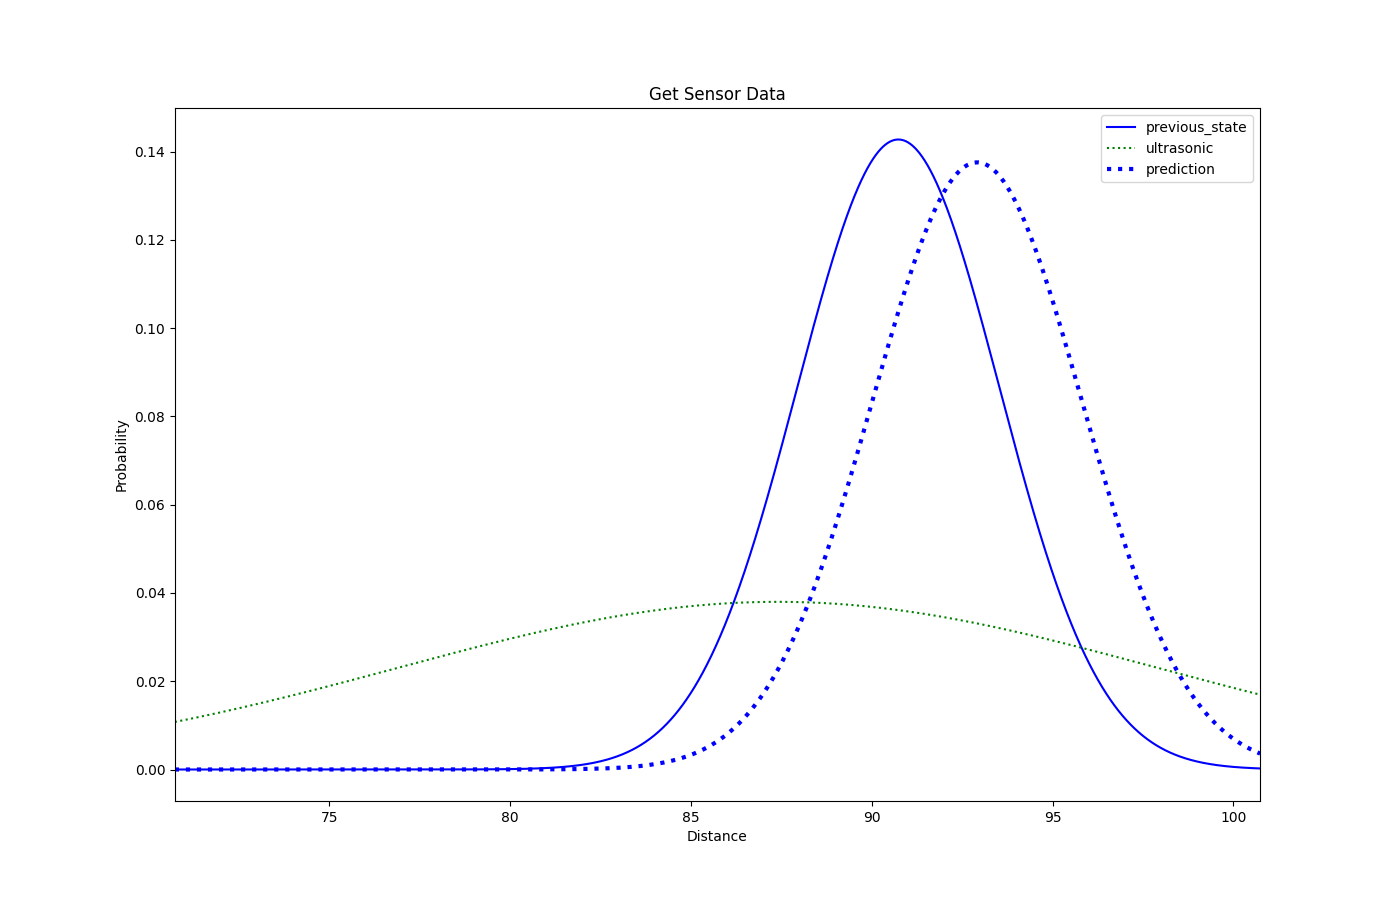 Get Sensor Data
previous_state
ultrasonic
prediction
0.14
0.12
0.10
0.08
0.06
0.04
0.02
0.00
Probability
75 80 85 90 95 100
Distance